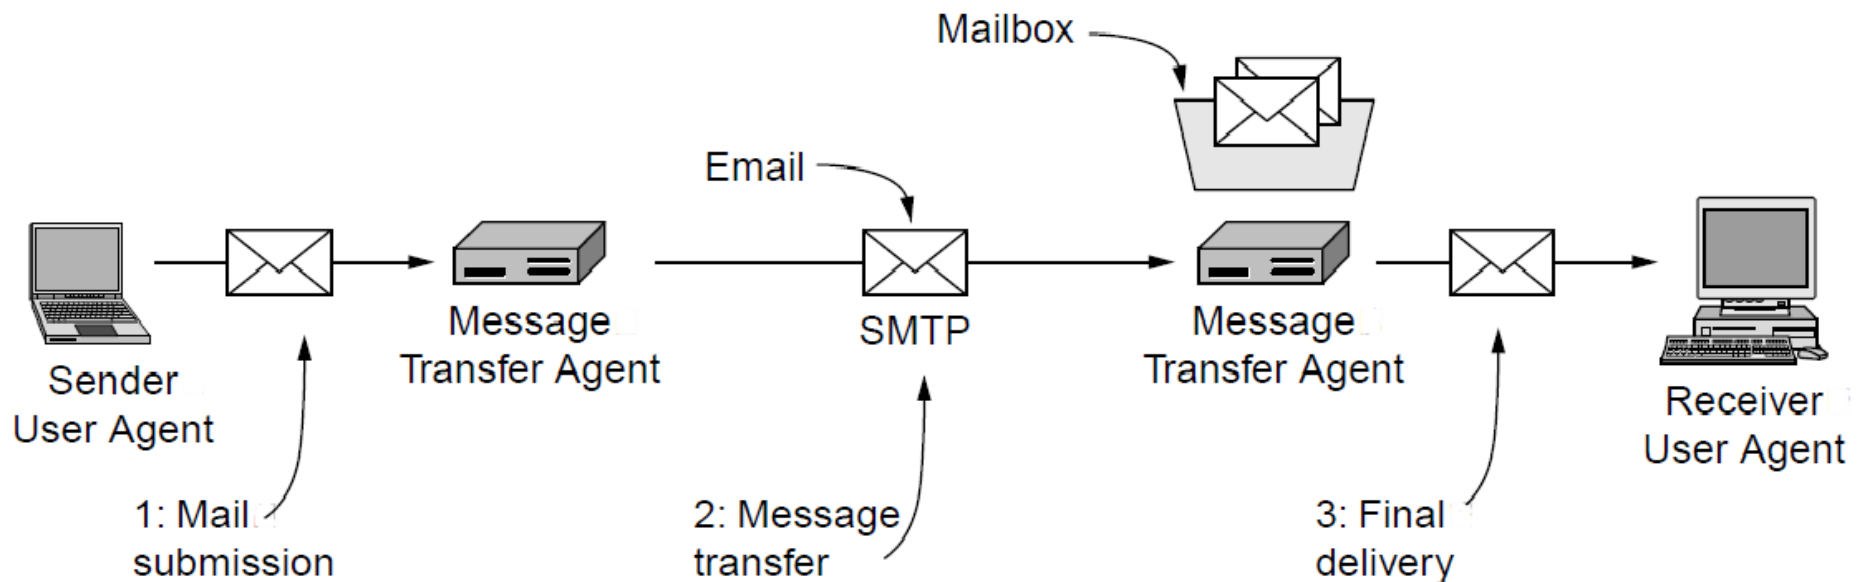 Mailbox
Email
Sender
User Agent
Message
Transfer Agent
SMTP
Message
Transfer Agent
Receiver
User Agent
1: Mail
submission
2: Message
transfer
3: Final
delivery